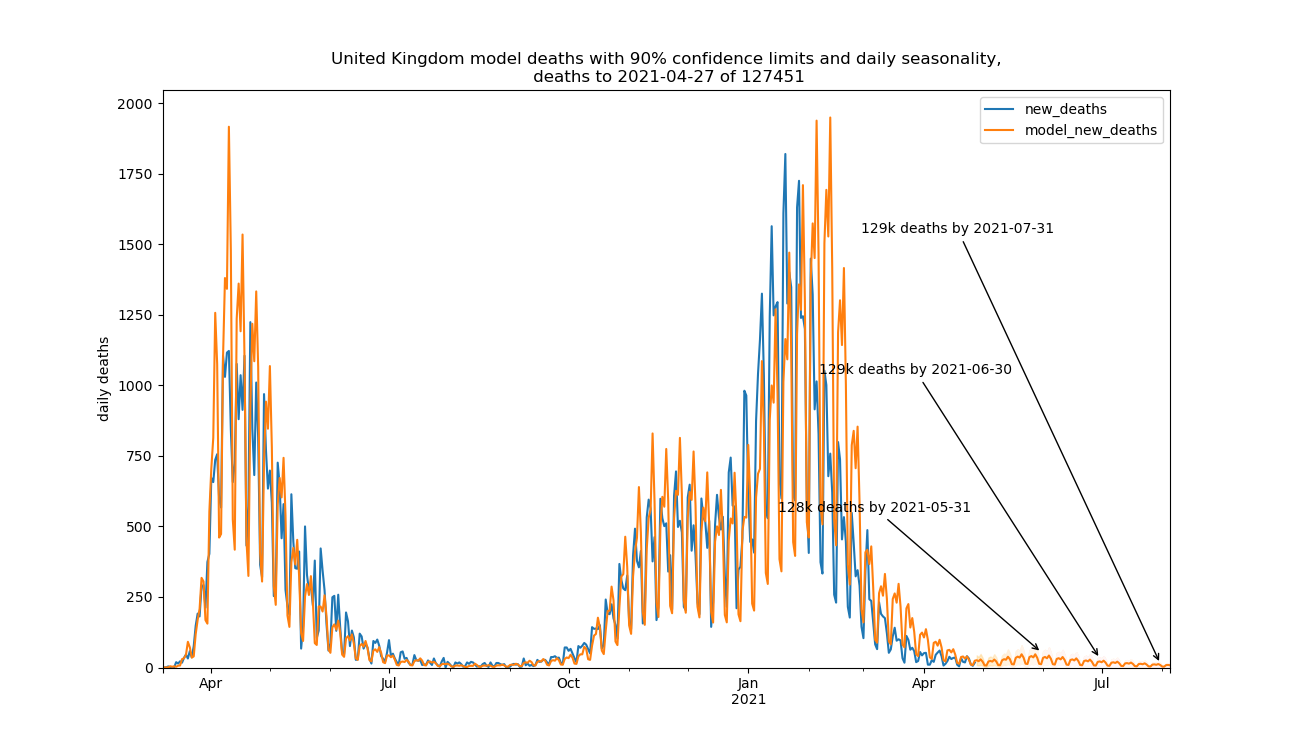 United Kingdom model deaths with 90% confidence limits and daily seasonality,
deaths to 2021-04-27 of 127451
new_deaths
model_new_deaths
daily deaths
2000
1750
1500
1250
1000
750
500
250
0
129k deaths by 2021-07-31
129k deaths by 2021-06-30
128k deaths by 2021-05-31
Apr
Jul
Oct
Jan
2021
Apr
Jul